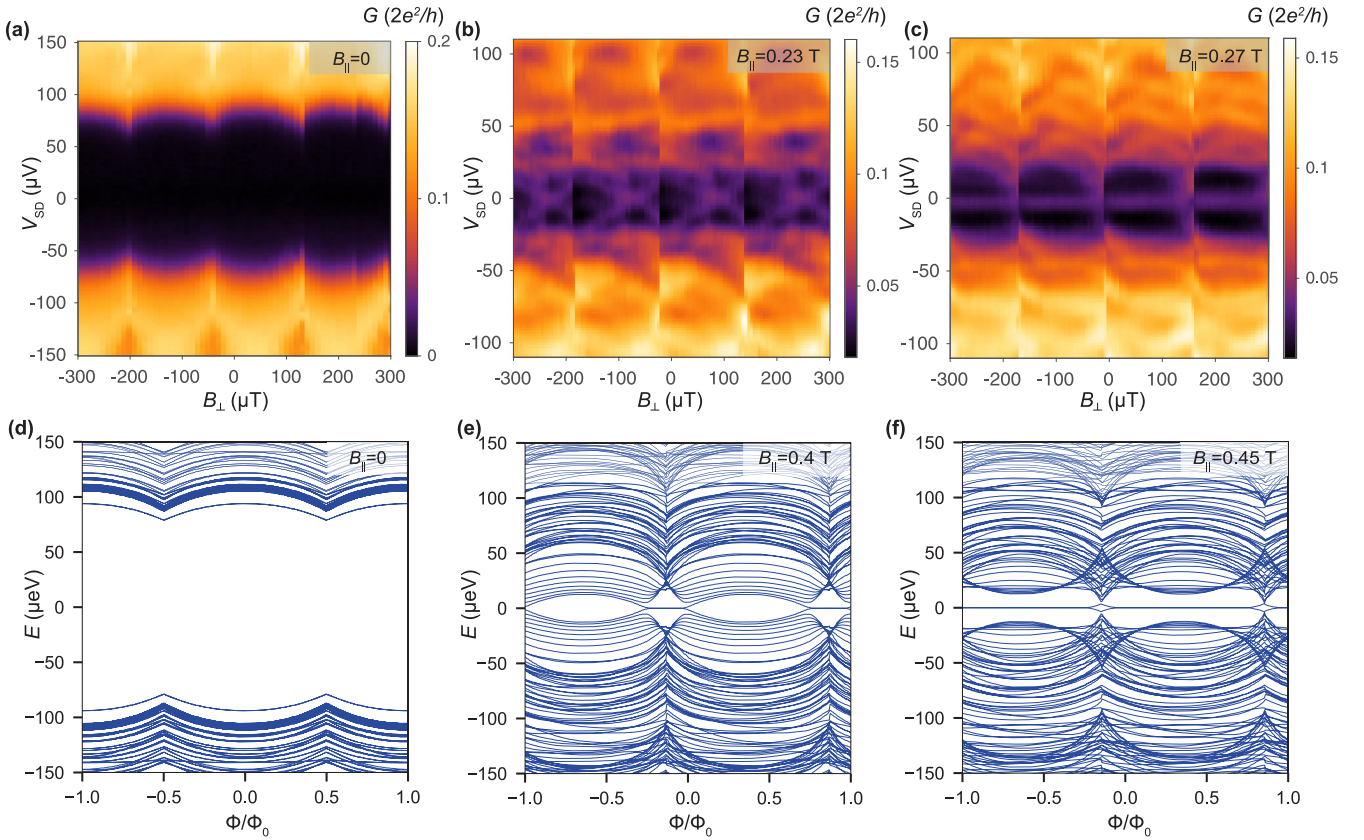 (a)
G (2e²/h)
B∥=0
150
100
50
0
-50
-100
-150
V_SD (µV)
-300 -200 -100 0 100 200 300
B⊥ (µT)
0.2
0.1
0
(b)
G (2e²/h)
B∥=0.23 T
100
50
0
-50
-100
V_SD (µV)
-300 -200 -100 0 100 200 300
B⊥ (µT)
0.15
0.10
0.05
(c)
G (2e²/h)
B∥=0.27 T
100
50
0
-50
-100
V_SD (µV)
-300 -200 -100 0 100 200 300
B⊥ (µT)
0.15
0.10
0.05
(d)
B∥=0
150
100
50
0
−50
−100
−150
E (µeV)
−1.0 −0.5 0.0 0.5 1.0
Φ/Φ₀
(e)
B∥=0.4 T
150
100
50
0
−50
−100
−150
E (µeV)
−1.0 −0.5 0.0 0.5 1.0
Φ/Φ₀
(f)
B∥=0.45 T
150
100
50
0
−50
−100
−150
E (µeV)
−1.0 −0.5 0.0 0.5 1.0
Φ/Φ₀